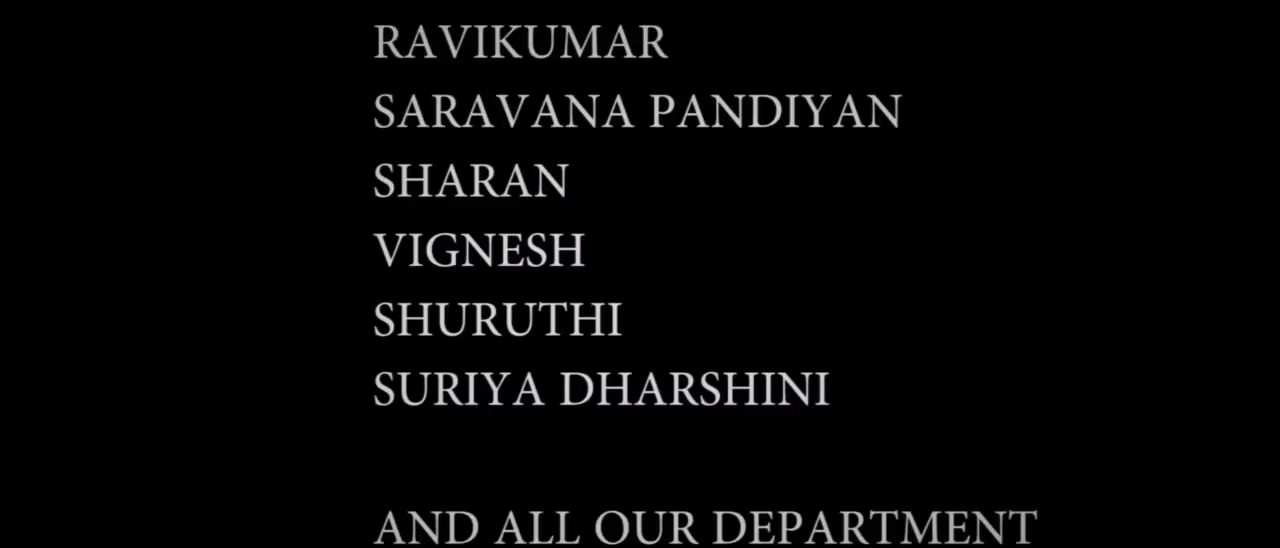 RAVIKUMAR
SARAVANA PANDIYAN
SHARAN
VIGNESH
SHURUTHI
SURIYA DHARSHINI
AND ALL OUR DEPARTMENT